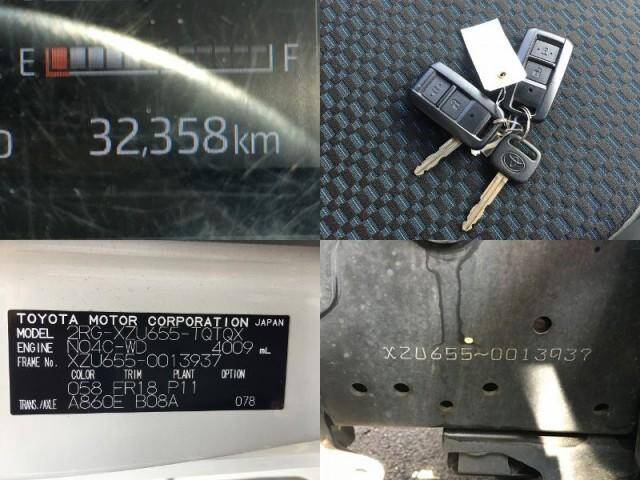 E F
32,358km
TOYOTA MOTOR CORPORATION JAPAN
MODEL 2RG-XZU655-TQTQX
ENGINE N04C-WD 4009 mL
FRAME No. XZU655-0013937
COLOR TRIM PLANT OPTION
058 FR18 P11
TRANS./AXLE A860E B08A 078
XZU655-0013937